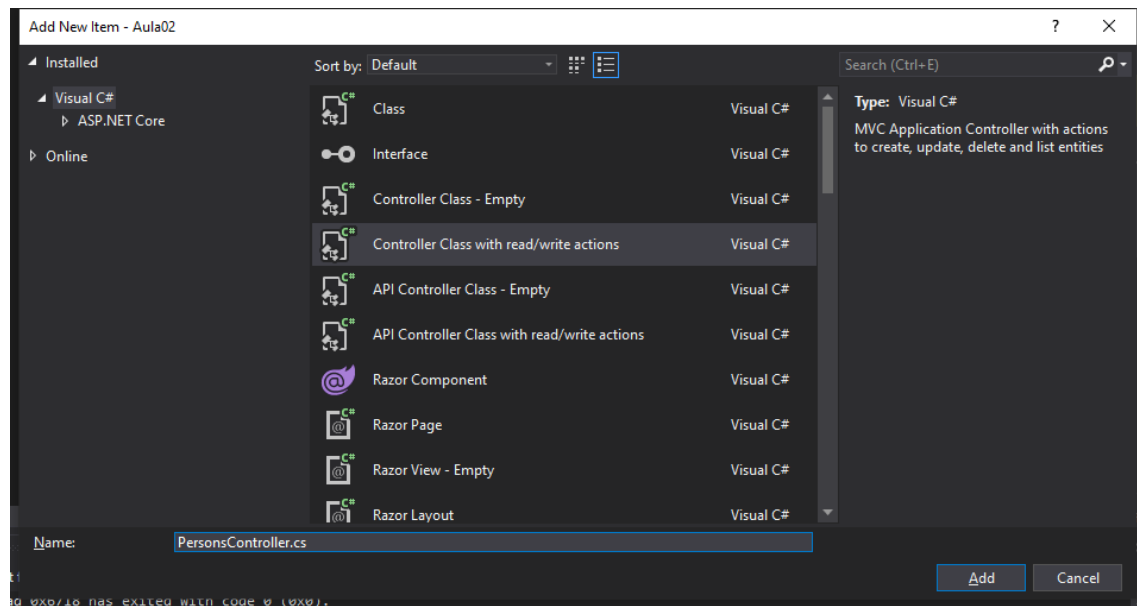 Add New Item - Aula02
? ×
Installed
Sort by: Default
Search (Ctrl+E)
Visual C#
ASP.NET Core
Online
C# Class Visual C#
Interface Visual C#
C# Controller Class - Empty Visual C#
C# Controller Class with read/write actions Visual C#
C# API Controller Class - Empty Visual C#
C# API Controller Class with read/write actions Visual C#
@ Razor Component Visual C#
C# @ Razor Page Visual C#
C# @ Razor View - Empty Visual C#
C# @ Razor Layout Visual C#
Type: Visual C#
MVC Application Controller with actions
to create, update, delete and list entities
Name: PersonsController.cs
Add Cancel
has exited with code 0 (0x0).